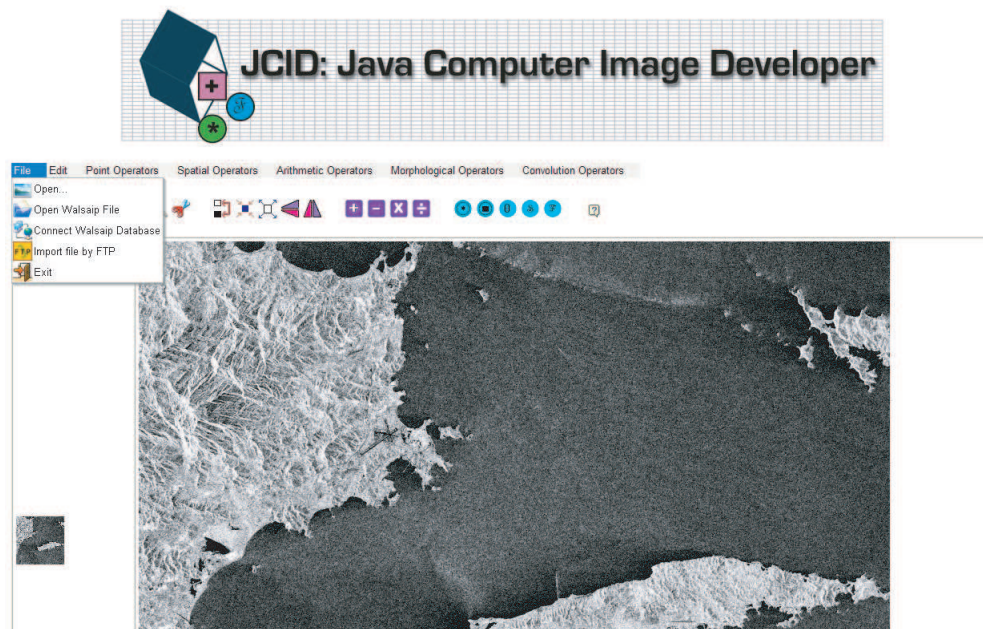 JCID: Java Computer Image Developer
File Edit Point Operators Spatial Operators Arithmetic Operators Morphological Operators Convolution Operators
Open...
Open Walsaip File
Connect Walsaip Database
FTP Import file by FTP
Exit